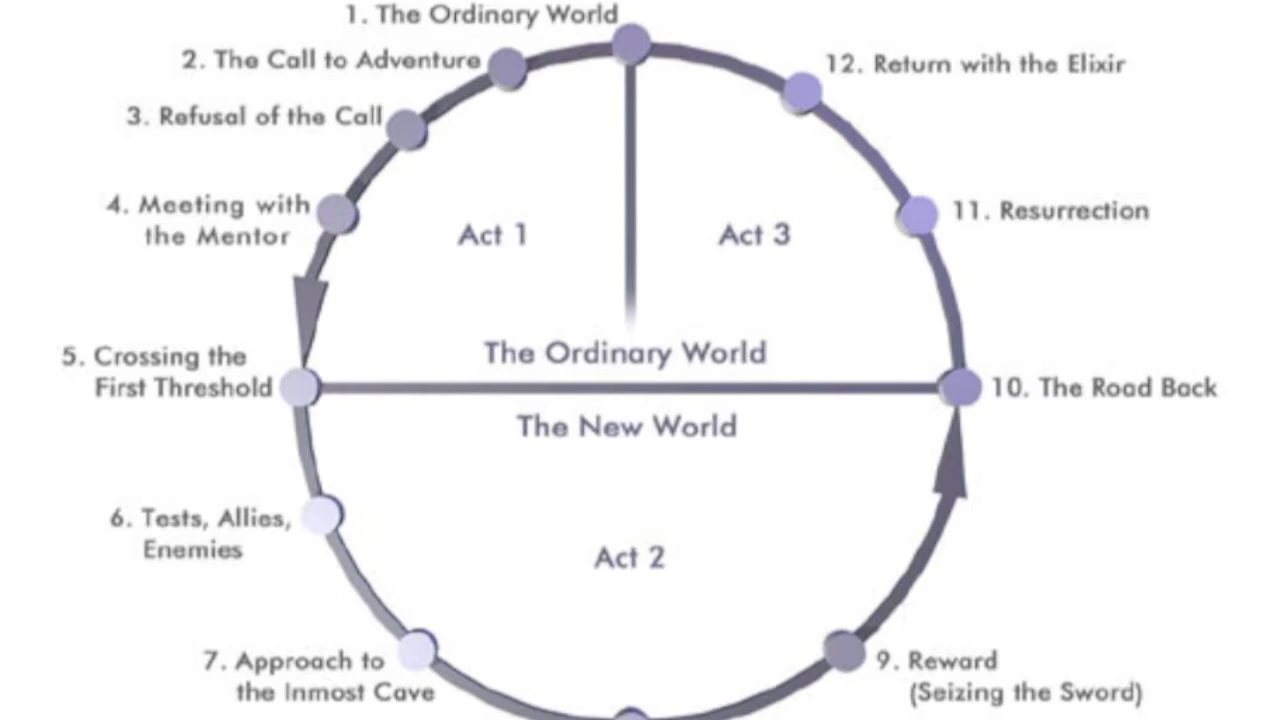 1. The Ordinary World
2. The Call to Adventure
3. Refusal of the Call
4. Meeting with
the Mentor
5. Crossing the
First Threshold
6. Tests, Allies,
Enemies
7. Approach to
the Inmost Cave
9. Reward
(Seizing the Sword)
10. The Road Back
11. Resurrection
12. Return with the Elixir
Act 1
Act 3
The Ordinary World
The New World
Act 2